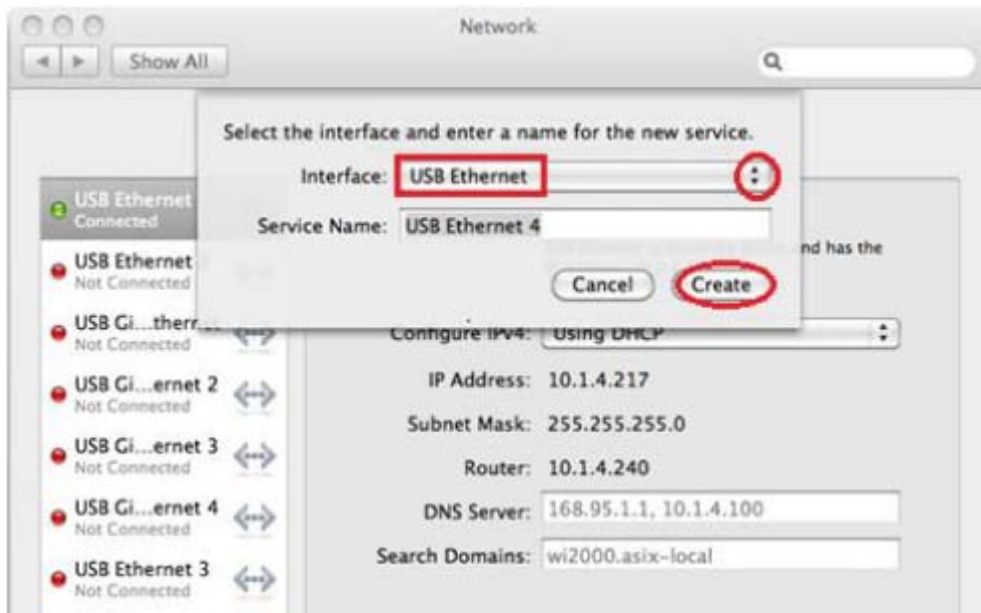 Network
Show All
Select the interface and enter a name for the new service.
Interface: USB Ethernet
Service Name: USB Ethernet 4
Cancel Create
USB Ethernet
Connected
USB Ethernet
Not Connected
USB Gi...thernet
Not Connected
USB Gi...ernet 2
Not Connected
USB Gi...ernet 3
Not Connected
USB Gi...ernet 4
Not Connected
USB Ethernet 3
Not Connected
and has the
Configure IPv4: Using DHCP
IP Address: 10.1.4.217
Subnet Mask: 255.255.255.0
Router: 10.1.4.240
DNS Server: 168.95.1.1, 10.1.4.100
Search Domains: wi2000.asix-local